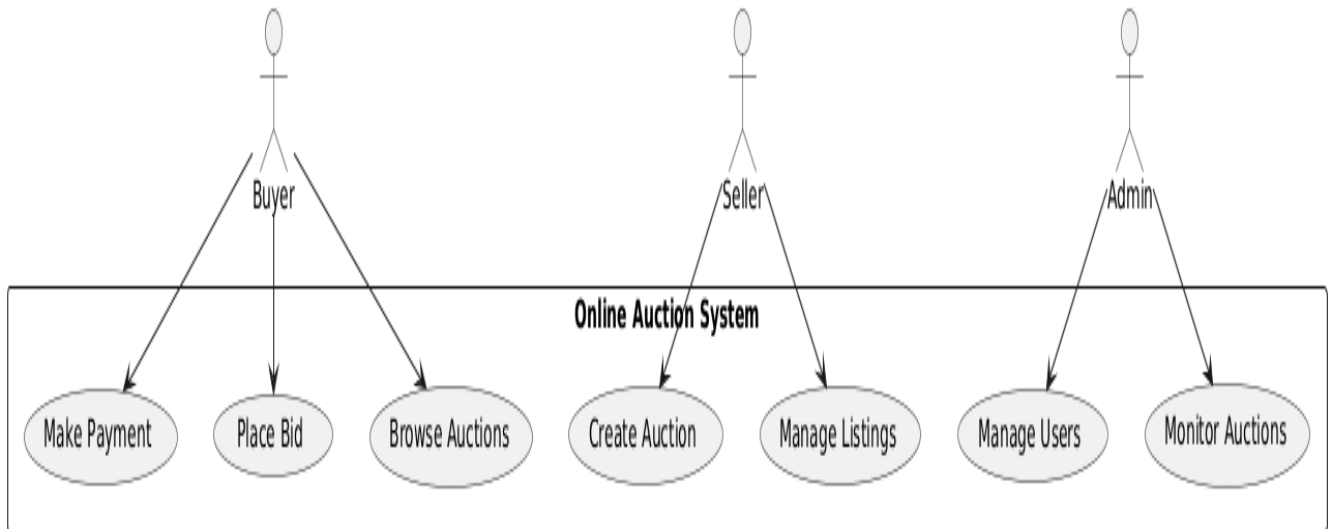 Buyer
Seller
Admin
Online Auction System
Make Payment
Place Bid
Browse Auctions
Create Auction
Manage Listings
Manage Users
Monitor Auctions